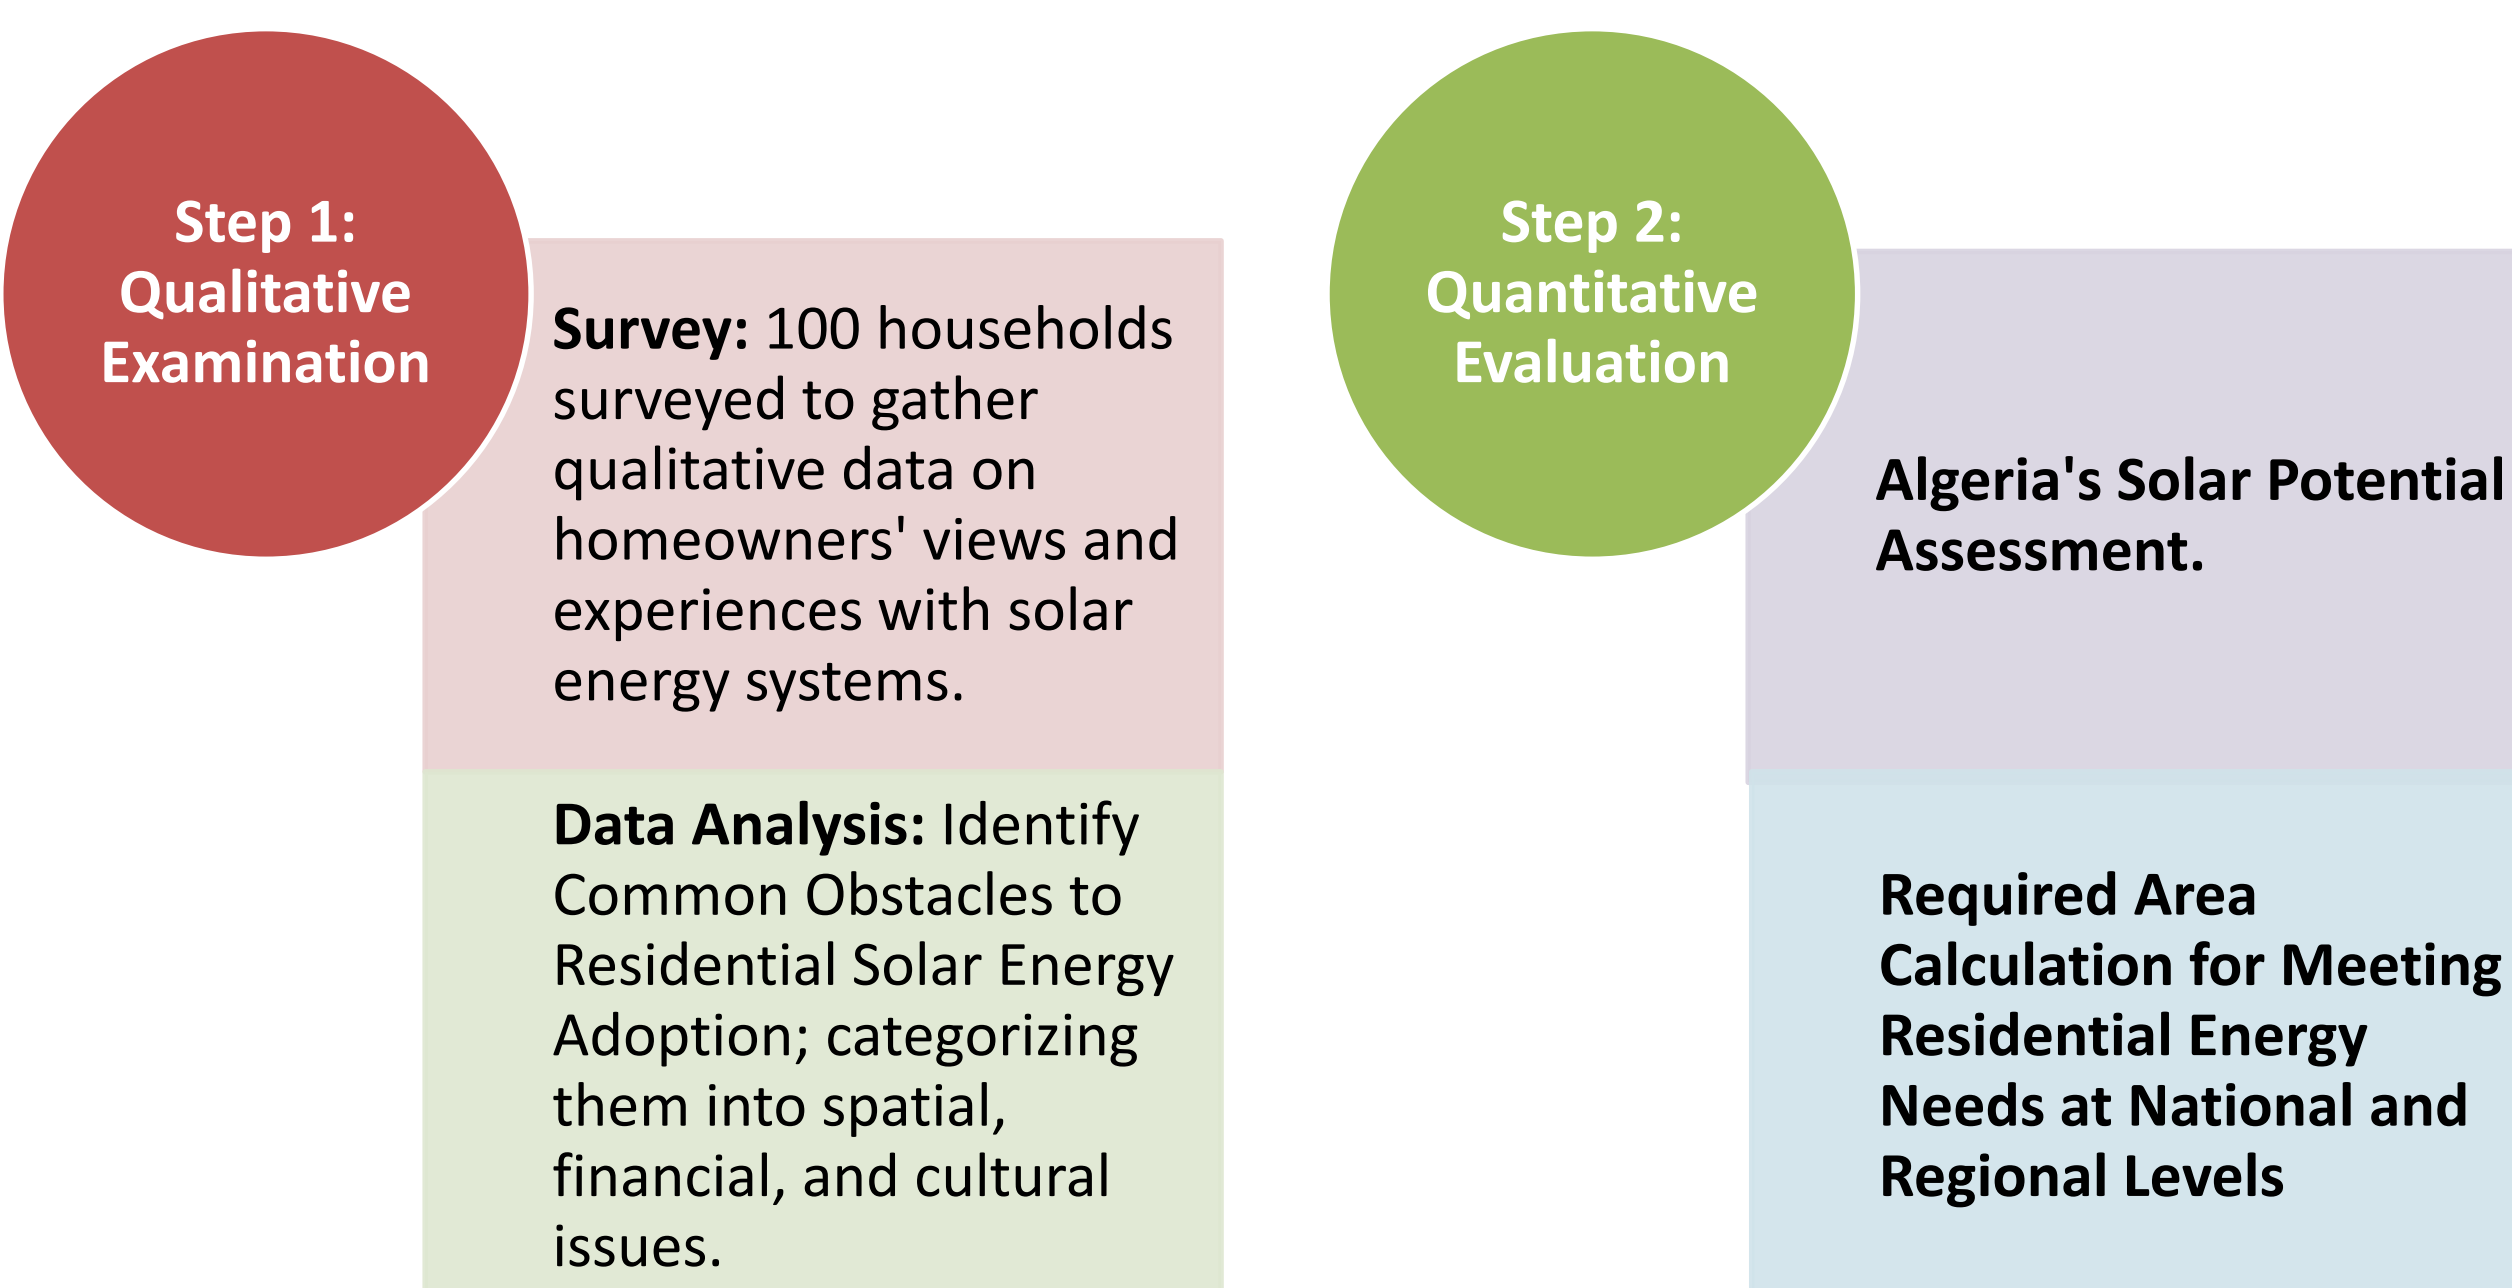 Step 1:
Qualitative
Examination
Survey: 100 households
surveyed to gather
qualitative data on
homeowners' views and
experiences with solar
energy systems.
Data Analysis: Identify
Common Obstacles to
Residential Solar Energy
Adoption; categorizing
them into spatial,
financial, and cultural
issues.
Step 2:
Quantitative
Evaluation
Algeria's Solar Potential
Assessment.
Required Area
Calculation for Meeting
Residential Energy
Needs at National and
Regional Levels